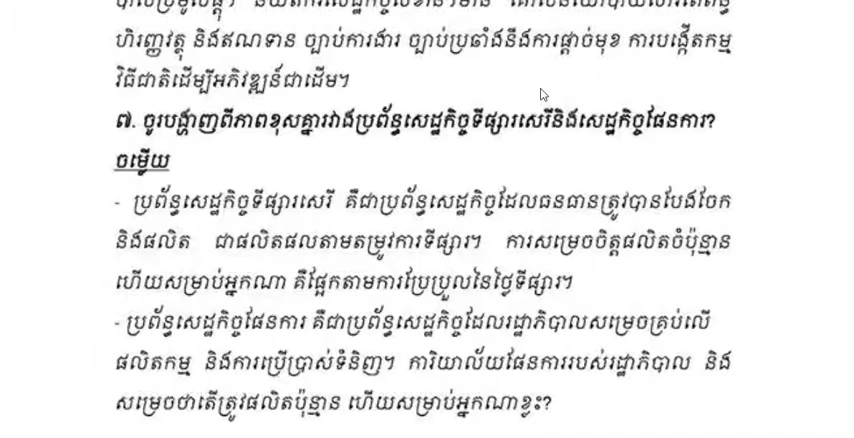 ហិរញ្ញវត្ថុ និងឥណទាន ច្បាប់ការងារ ច្បាប់ប្រឆាំងនឹងការផ្ដាច់មុខ ការបង្កើតកម្ម
វិធីជាតិដើម្បីអភិវឌ្ឍន៍ជាដើម។
៧. ចូរបង្ហាញពីភាពខុសគ្នារវាងប្រព័ន្ធសេដ្ឋកិច្ចទីផ្សារសេរីនិងសេដ្ឋកិច្ចផែនការ?
ចម្លើយ
- ប្រព័ន្ធសេដ្ឋកិច្ចទីផ្សារសេរី គឺជាប្រព័ន្ធសេដ្ឋកិច្ចដែលធនធានត្រូវបានបែងចែក
និងផលិត ជាផលិតផលតាមតម្រូវការទីផ្សារ។ ការសម្រេចចិត្តផលិតចំប៉ុន្មាន
ហើយសម្រាប់អ្នកណា គឺផ្អែកតាមការប្រែប្រួលនៃថ្លៃទីផ្សារ។
- ប្រព័ន្ធសេដ្ឋកិច្ចផែនការ គឺជាប្រព័ន្ធសេដ្ឋកិច្ចដែលរដ្ឋាភិបាលសម្រេចគ្រប់លើ
ផលិតកម្ម និងការប្រើប្រាស់ទំនិញ។ ការិយាល័យផែនការរបស់រដ្ឋាភិបាល និង
សម្រេចថាតើត្រូវផលិតប៉ុន្មាន ហើយសម្រាប់អ្នកណាខ្លះ?